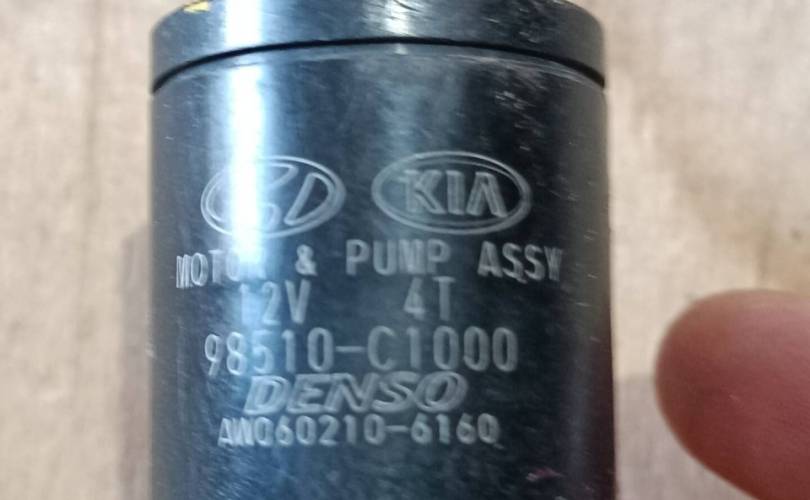 KIA
MOTOR & PUMP ASSY
12V 4T
98510-C1000
DENSO
AW060210-6160